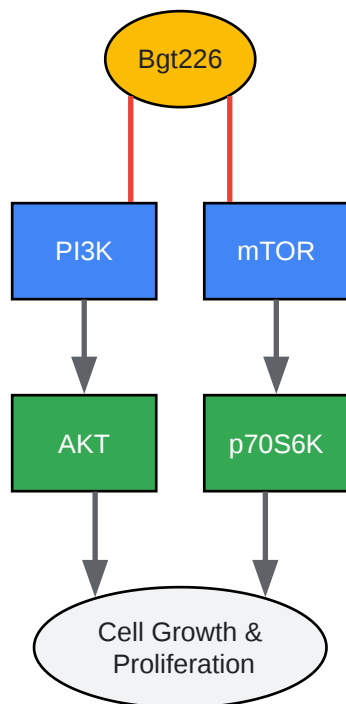 Bgt226
PI3K
mTOR
AKT
p70S6K
Cell Growth &
Proliferation